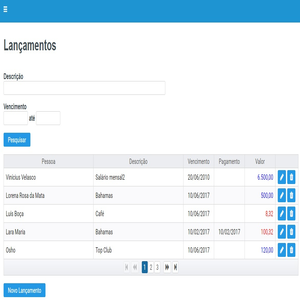 Lançamentos
Descrição
Vencimento
até
Pesquisar
Pessoa Descrição Vencimento Pagamento Valor
Vinicius Velasco Salário mensal2 20/06/2010 6.500,00
Lorena Rosa da Mata Bahamas 10/06/2017 500,00
Luis Boça Café 10/06/2017 8,32
Lara Maria Bahamas 10/02/2017 10/02/2017 100,32
Osho Top Club 10/06/2017 120,00
1 2 3
Novo Lançamento